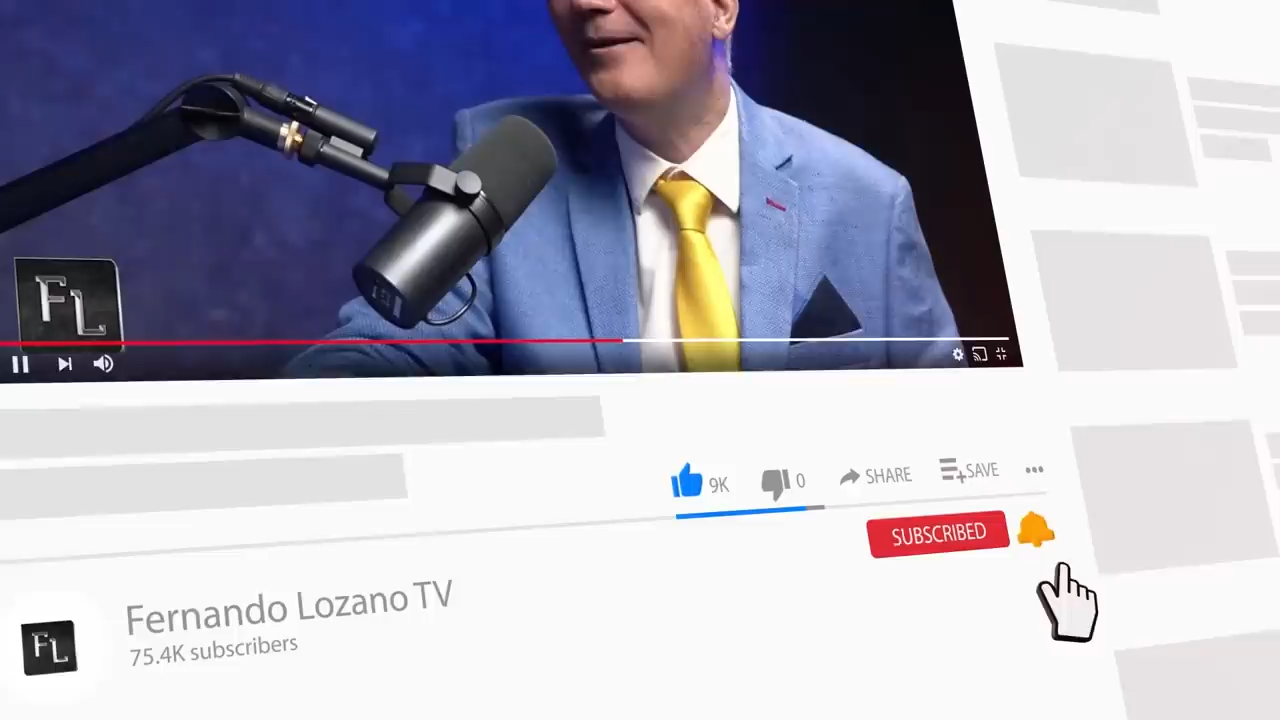 FL
9K
0
SHARE
SAVE
SUBSCRIBED
Fernando Lozano TV
75.4K subscribers
FL